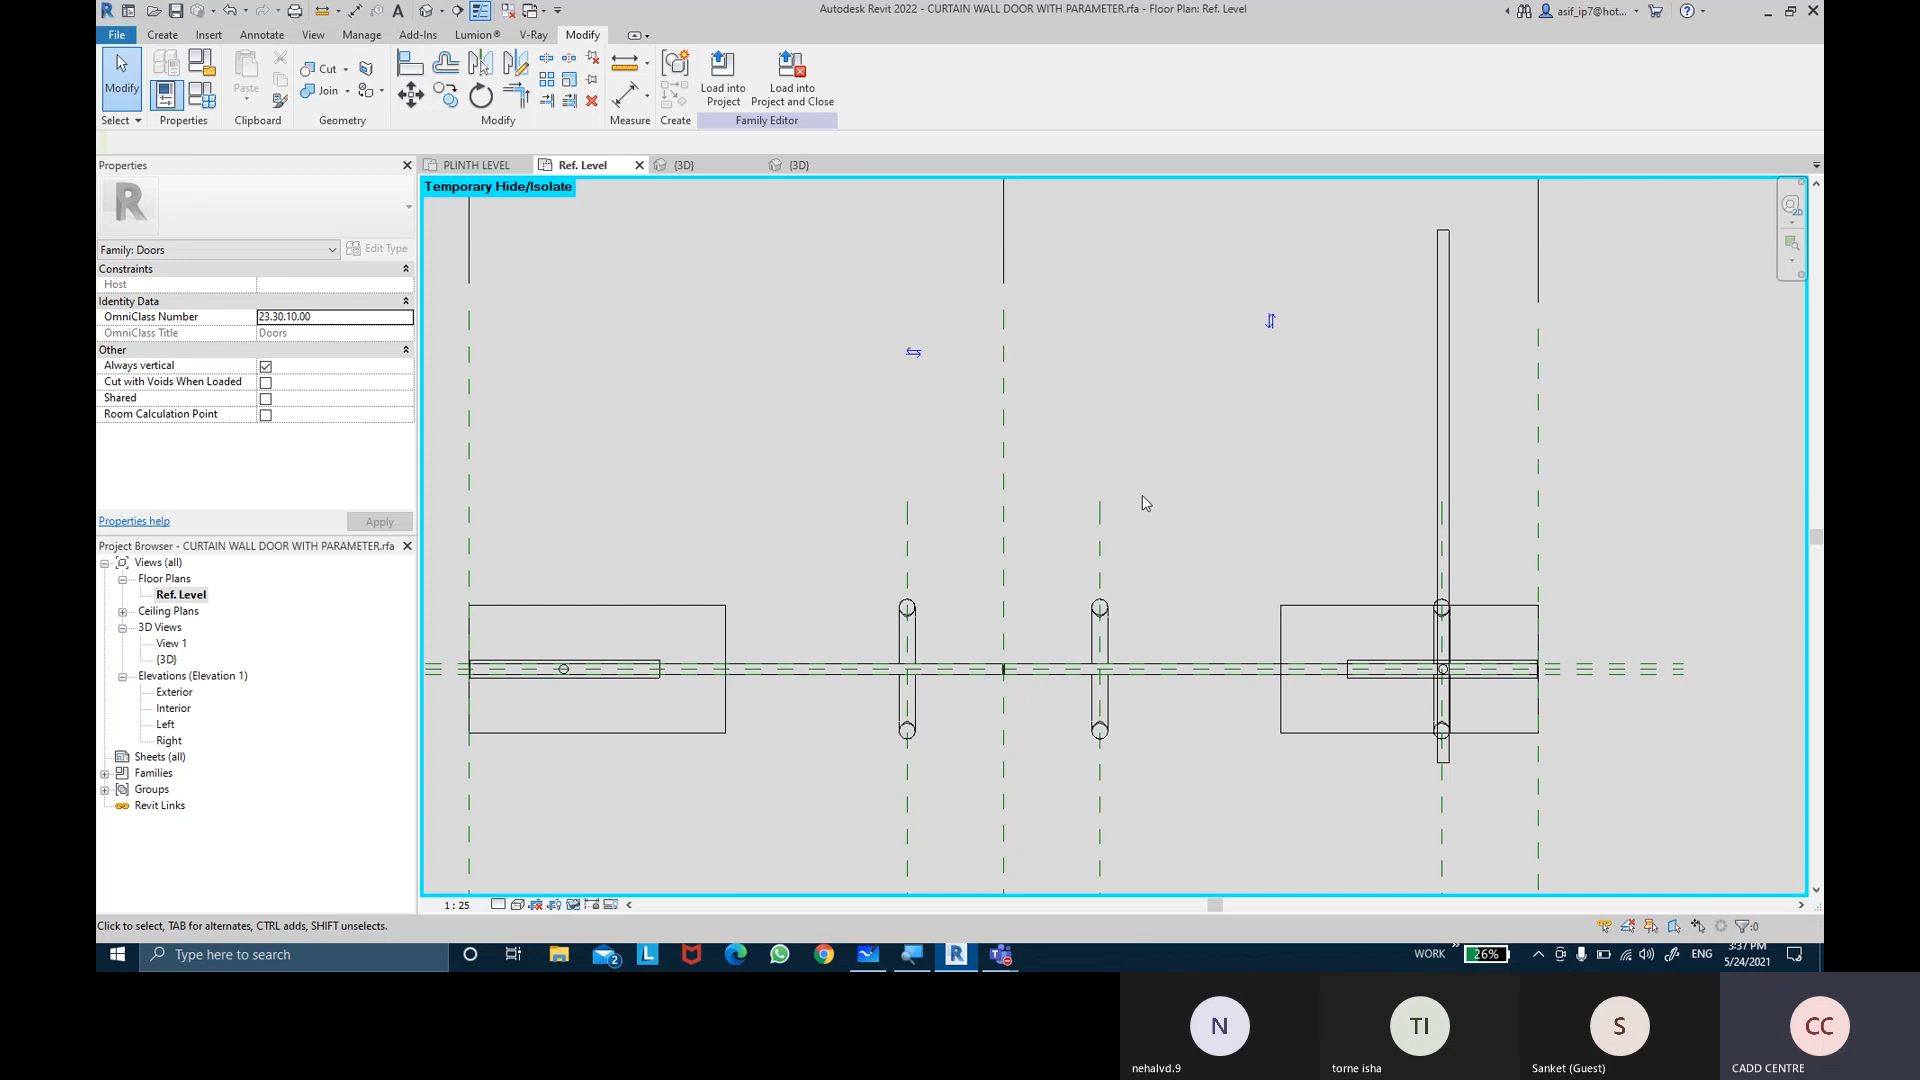 Autodesk Revit 2022 - CURTAIN WALL DOOR WITH PARAMETER.rfa - Floor Plan: Ref. Level
asif_ip7@hot...
File Create Insert Annotate View Manage Add-Ins Lumion® V-Ray Modify
Modify Paste Cut Join Load into Project Load into Project and Close
Select Properties Clipboard Geometry Modify Measure Create Family Editor
Properties
PLINTH LEVEL Ref. Level {3D} {3D}
Temporary Hide/Isolate
Family: Doors Edit Type
Constraints
Host
Identity Data
OmniClass Number 23.30.10.00
OmniClass Title Doors
Other
Always vertical
Cut with Voids When Loaded
Shared
Room Calculation Point
Properties help Apply
Project Browser - CURTAIN WALL DOOR WITH PARAMETER.rfa
Views (all)
Floor Plans
Ref. Level
Ceiling Plans
3D Views
View 1
{3D}
Elevations (Elevation 1)
Exterior
Interior
Left
Right
Sheets (all)
Families
Groups
Revit Links
1 : 25
Click to select, TAB for alternates, CTRL adds, SHIFT unselects.
:0
Type here to search
2
WORK
26%
ENG
3:37 PM
5/24/2021
N TI S CC
nehalvd.9 torne isha Sanket (Guest) CADD CENTRE